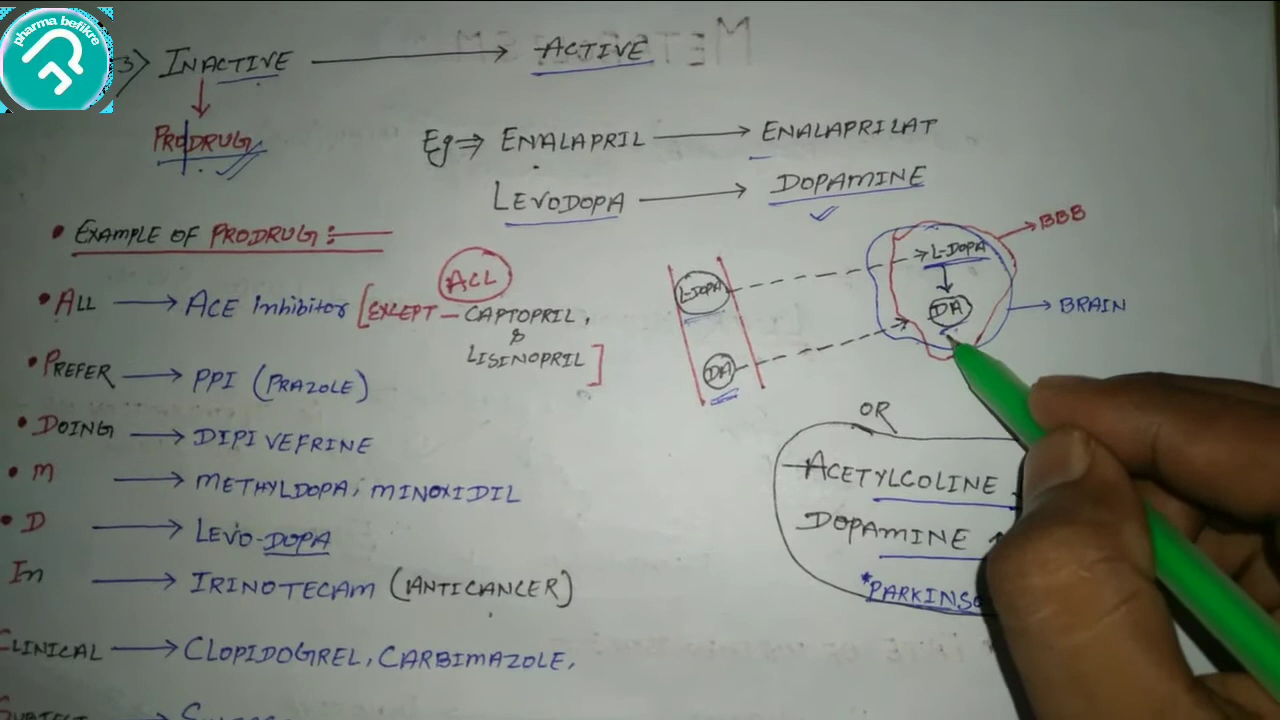 pharma befikre
3) INACTIVE → ACTIVE
PRODRUG
Eg ⇒ ENALAPRIL → ENALAPRILAT
LEVODOPA → DOPAMINE
• EXAMPLE OF PRODRUG :-
• ALL → ACE Inhibitor [EXCEPT - CAPTOPRIL,
& LISINOPRIL]
ACL
• PREFER → PPI (PRAZOLE)
• DOING → DIPIVEFRINE
• M → METHYLDOPA, MINOXIDIL
• D → LEVO-DOPA
In → IRINOTECAM (ANTICANCER)
CLINICAL → CLOPIDOGREL, CARBIMAZOLE,
L-DOPA
DA
L-DOPA
DA
BBB
BRAIN
OR
ACETYLCOLINE
DOPAMINE
*PARKINSO